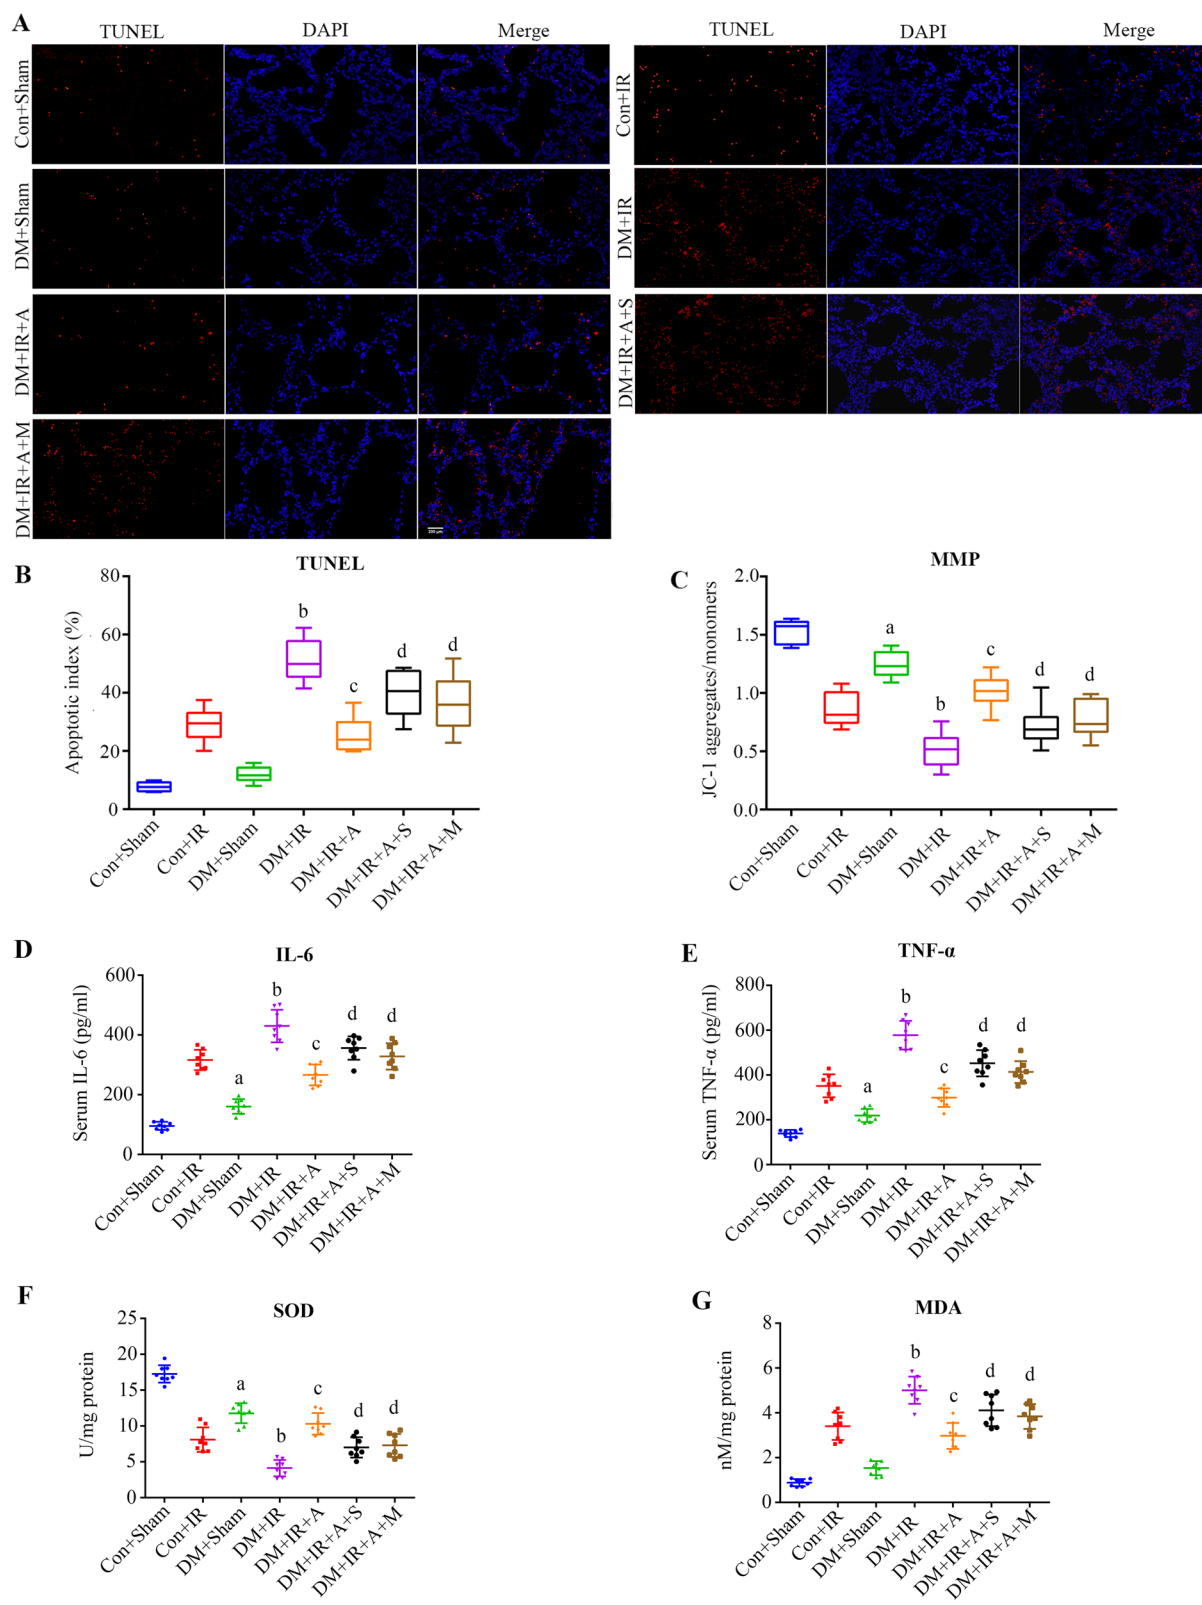 A
TUNEL DAPI Merge
TUNEL DAPI Merge
Con+Sham
Con+IR
DM+Sham
DM+IR
DM+IR+A
DM+IR+A+S
DM+IR+A+M
200 μm
B
TUNEL
Apoptotic index (%)
80
60
40
20
0
b
c
d
d
Con+Sham
Con+IR
DM+Sham
DM+IR
DM+IR+A
DM+IR+A+S
DM+IR+A+M
C
MMP
JC-1 aggregates/monomers
2.0
1.5
1.0
0.5
0.0
a
b
c
d
d
Con+Sham
Con+IR
DM+Sham
DM+IR
DM+IR+A
DM+IR+A+S
DM+IR+A+M
D
IL-6
Serum IL-6 (pg/ml)
600
400
200
0
a
b
c
d
d
Con+Sham
Con+IR
DM+Sham
DM+IR
DM+IR+A
DM+IR+A+S
DM+IR+A+M
E
TNF-α
Serum TNF-α (pg/ml)
800
600
400
200
0
a
b
c
d
d
Con+Sham
Con+IR
DM+Sham
DM+IR
DM+IR+A
DM+IR+A+S
DM+IR+A+M
F
SOD
U/mg protein
25
20
15
10
5
0
a
b
c
d
d
Con+Sham
Con+IR
DM+Sham
DM+IR
DM+IR+A
DM+IR+A+S
DM+IR+A+M
G
MDA
nM/mg protein
8
6
4
2
0
b
c
d
d
Con+Sham
Con+IR
DM+Sham
DM+IR
DM+IR+A
DM+IR+A+S
DM+IR+A+M